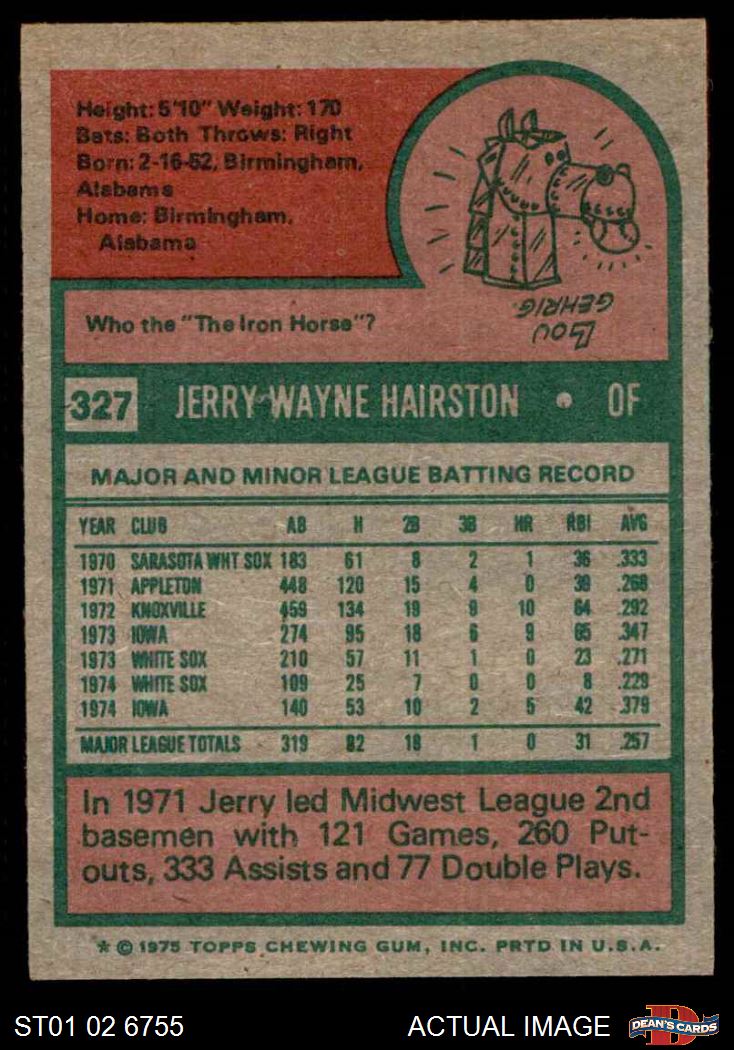 Height: 5'10" Weight: 170
Bats: Both Throws: Right
Born: 2-16-52, Birmingham,
Alabama
Home: Birmingham,
Alabama
Who the "The Iron Horse"?
LOU
GEHRIG.
327 JERRY WAYNE HAIRSTON • OF
MAJOR AND MINOR LEAGUE BATTING RECORD
YEAR CLUB AB H 2B 3B HR RBI AVG
1970 SARASOTA WHT SOX 183 61 8 2 1 36 .333
1971 APPLETON 448 120 15 4 0 39 .268
1972 KNOXVILLE 459 134 19 9 10 64 .292
1973 IOWA 274 95 18 6 9 65 .347
1973 WHITE SOX 210 57 11 1 0 23 .271
1974 WHITE SOX 109 25 7 0 0 8 .229
1974 IOWA 140 53 10 2 5 42 .379
MAJOR LEAGUE TOTALS 319 82 18 1 0 31 .257
In 1971 Jerry led Midwest League 2nd
basemen with 121 Games, 260 Put-
outs, 333 Assists and 77 Double Plays.
* © 1975 TOPPS CHEWING GUM, INC. PRTD IN U.S.A.
ST01 02 6755 ACTUAL IMAGE DEAN'S CARDS